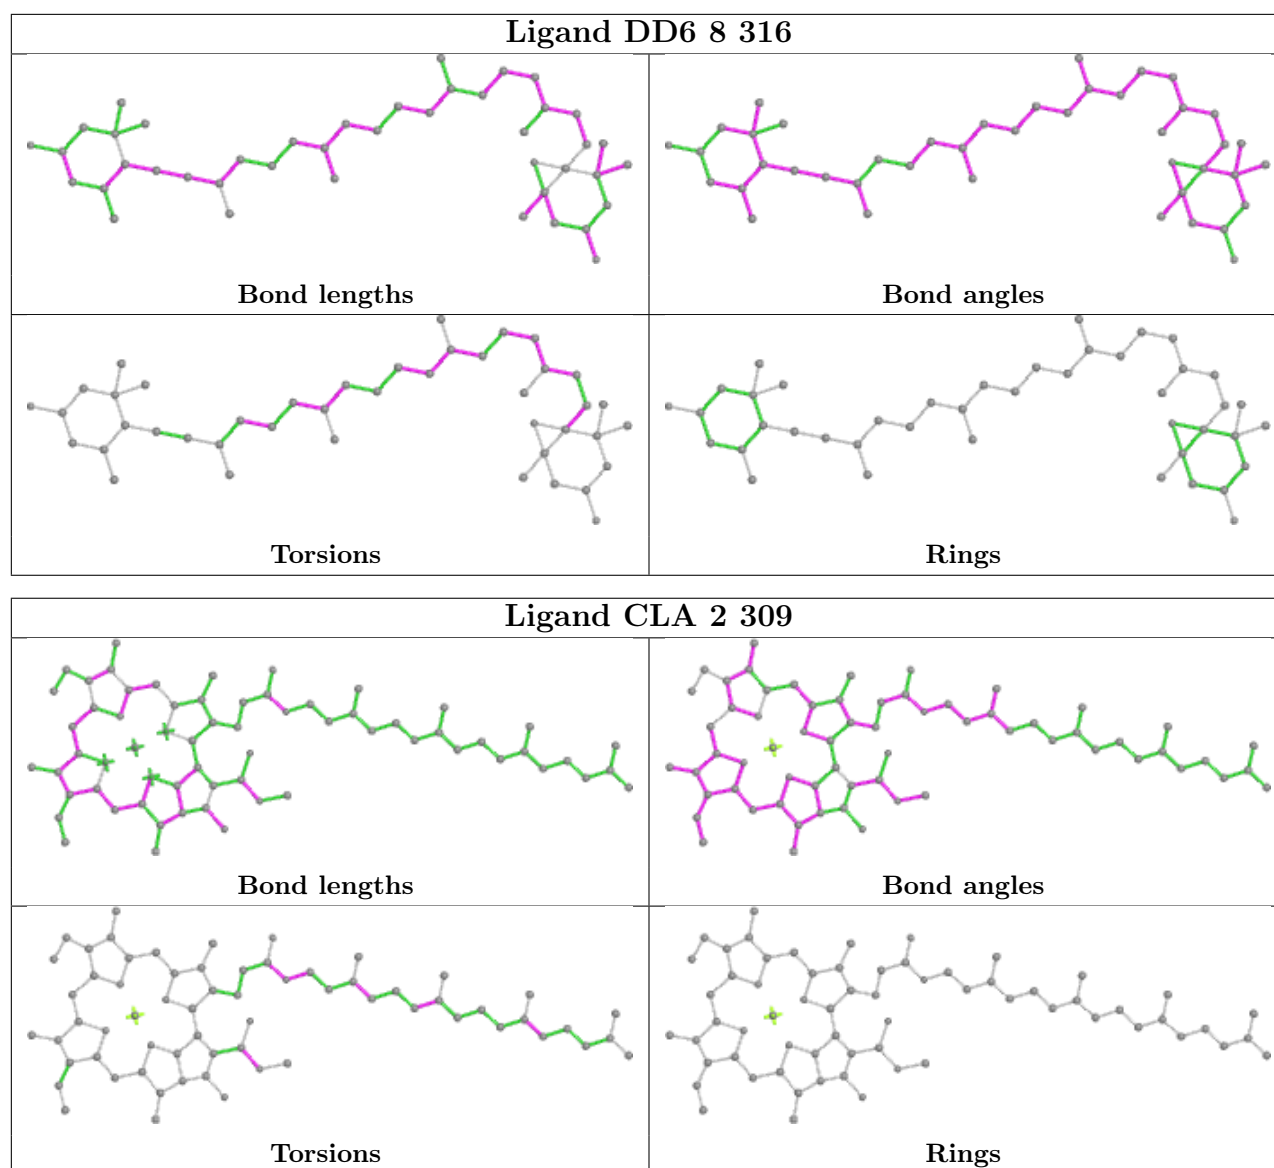 Ligand DD6 8 316
Bond lengths
Bond angles
Torsions
Rings
Ligand CLA 2 309
Bond lengths
Bond angles
Torsions
Rings